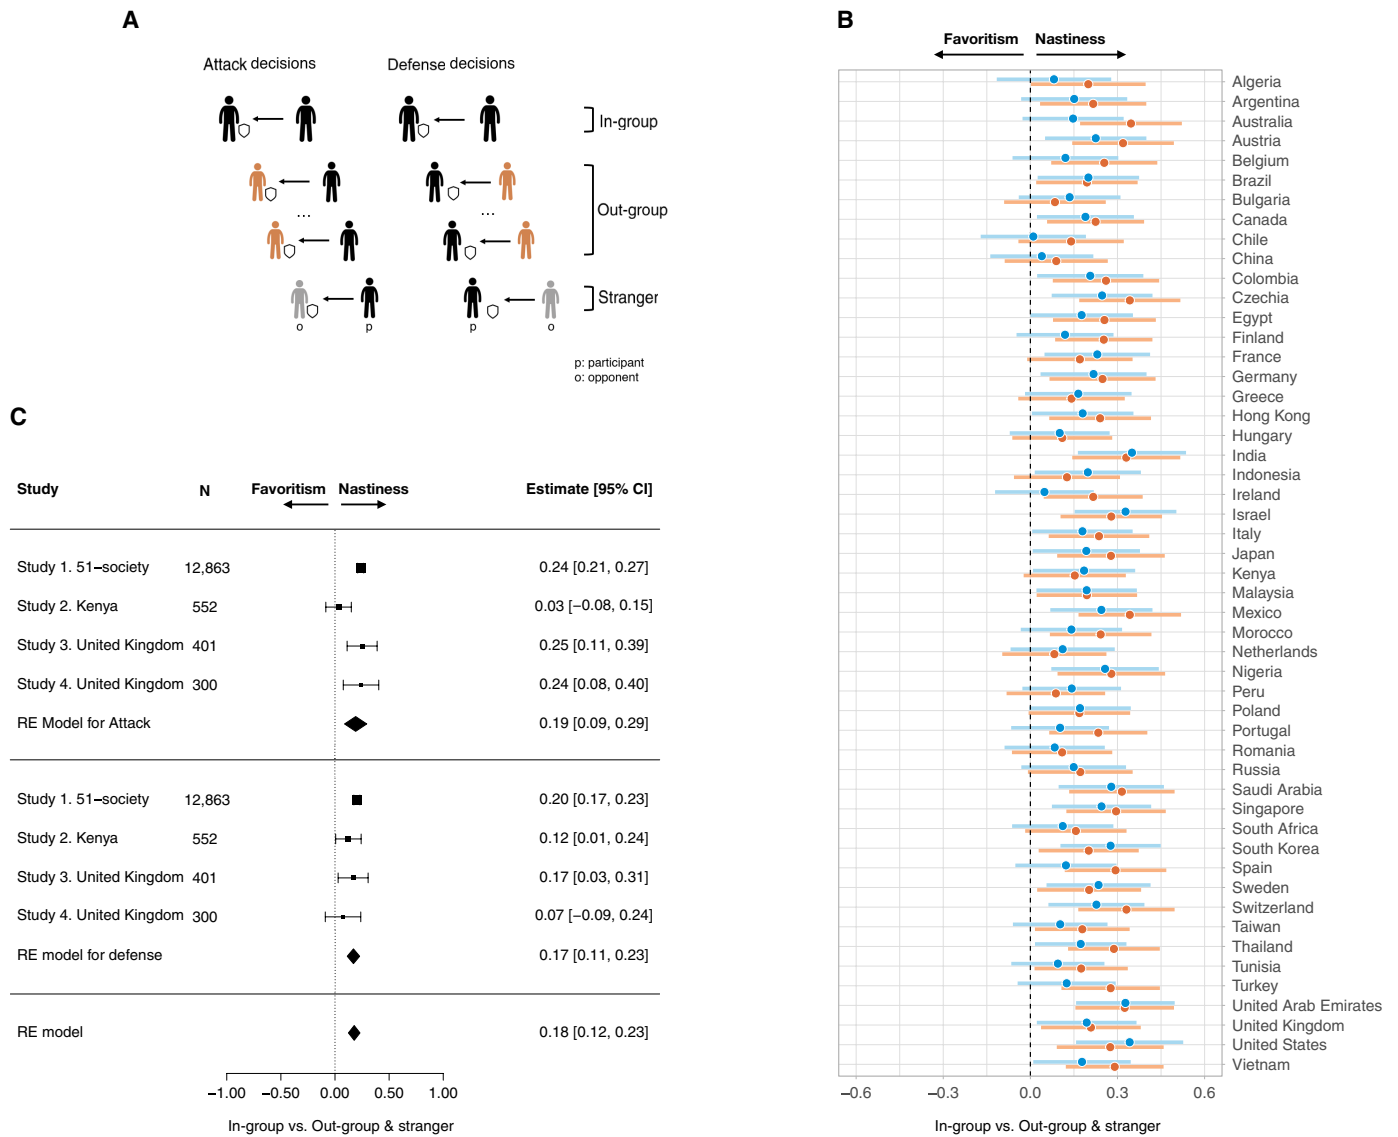 A
Attack decisions
Defense decisions
In-group
Out-group
...
...
Stranger
o
p
p
o
p: participant
o: opponent
B
Favoritism Nastiness
Algeria
Argentina
Australia
Austria
Belgium
Brazil
Bulgaria
Canada
Chile
China
Colombia
Czechia
Egypt
Finland
France
Germany
Greece
Hong Kong
Hungary
India
Indonesia
Ireland
Israel
Italy
Japan
Kenya
Malaysia
Mexico
Morocco
Netherlands
Nigeria
Peru
Poland
Portugal
Romania
Russia
Saudi Arabia
Singapore
South Africa
South Korea
Spain
Sweden
Switzerland
Taiwan
Thailand
Tunisia
Turkey
United Arab Emirates
United Kingdom
United States
Vietnam
−0.6 −0.3 0.0 0.3 0.6
In-group vs. Out-group & stranger
C
Study N Favoritism Nastiness Estimate [95% CI]
Study 1. 51−society 12,863 0.24 [0.21, 0.27]
Study 2. Kenya 552 0.03 [−0.08, 0.15]
Study 3. United Kingdom 401 0.25 [0.11, 0.39]
Study 4. United Kingdom 300 0.24 [0.08, 0.40]
RE Model for Attack 0.19 [0.09, 0.29]
Study 1. 51−society 12,863 0.20 [0.17, 0.23]
Study 2. Kenya 552 0.12 [0.01, 0.24]
Study 3. United Kingdom 401 0.17 [0.03, 0.31]
Study 4. United Kingdom 300 0.07 [−0.09, 0.24]
RE model for defense 0.17 [0.11, 0.23]
RE model 0.18 [0.12, 0.23]
−1.00 −0.50 0.00 0.50 1.00
In-group vs. Out-group & stranger